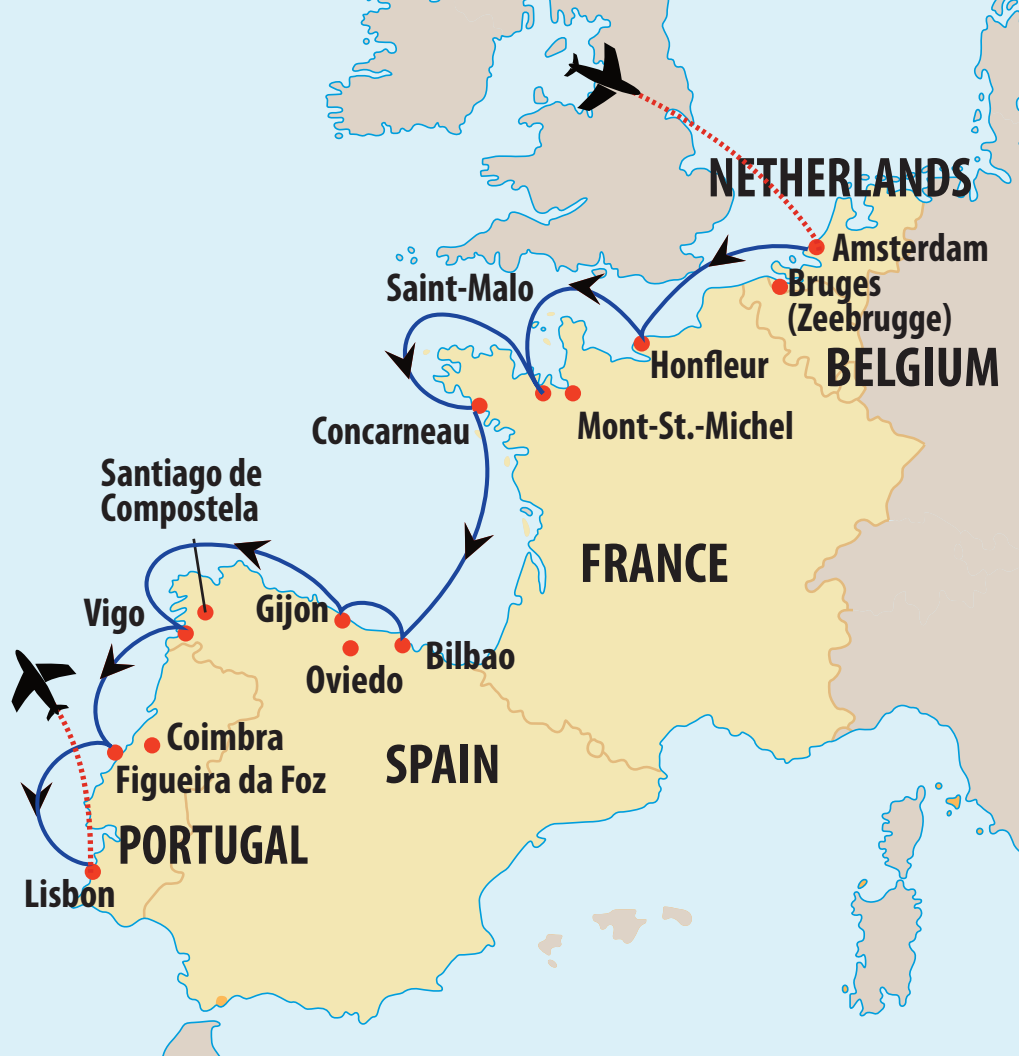 NETHERLANDS
Amsterdam
Bruges
(Zeebrugge)
BELGIUM
Saint-Malo
Honfleur
Mont-St.-Michel
Concarneau
Santiago de
Compostela
FRANCE
Vigo
Gijon
Bilbao
Oviedo
Coimbra
Figueira da Foz
SPAIN
PORTUGAL
Lisbon